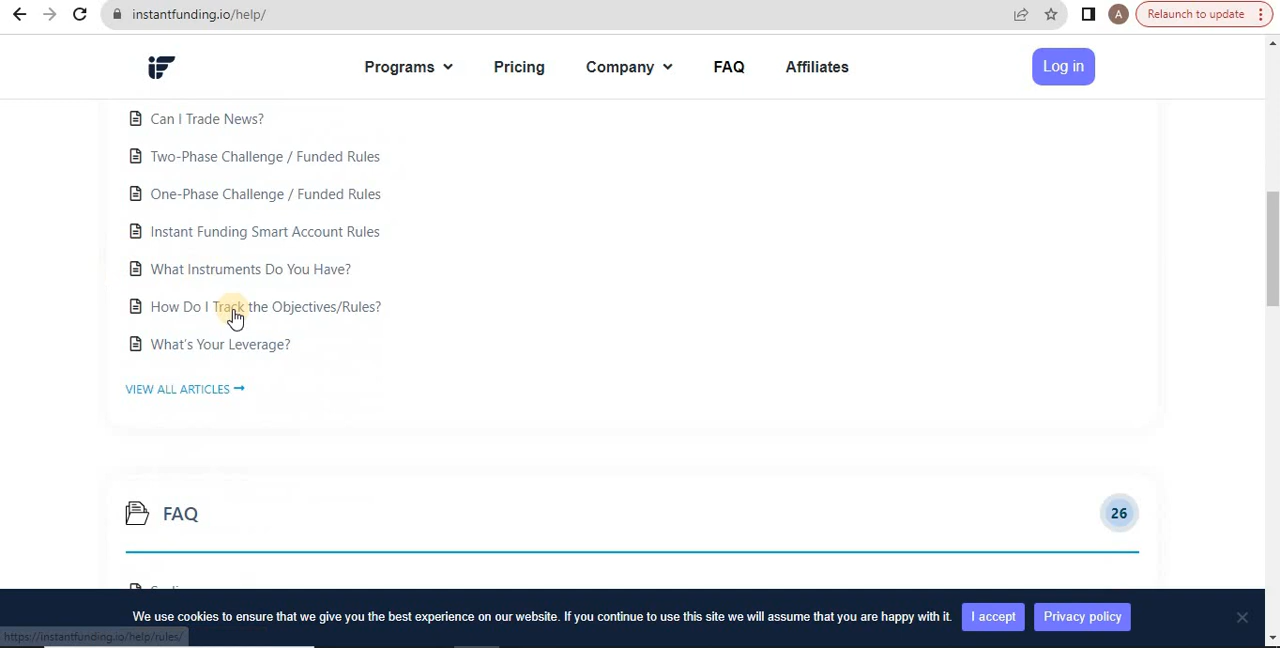 instantfunding.io/help/
A
Relaunch to update
iF
Programs
Pricing
Company
FAQ
Affiliates
Log in
Can I Trade News?
Two-Phase Challenge / Funded Rules
One-Phase Challenge / Funded Rules
Instant Funding Smart Account Rules
What Instruments Do You Have?
How Do I Track the Objectives/Rules?
What's Your Leverage?
VIEW ALL ARTICLES
FAQ
26
We use cookies to ensure that we give you the best experience on our website. If you continue to use this site we will assume that you are happy with it.
I accept
Privacy policy
https://instantfunding.io/help/rules/